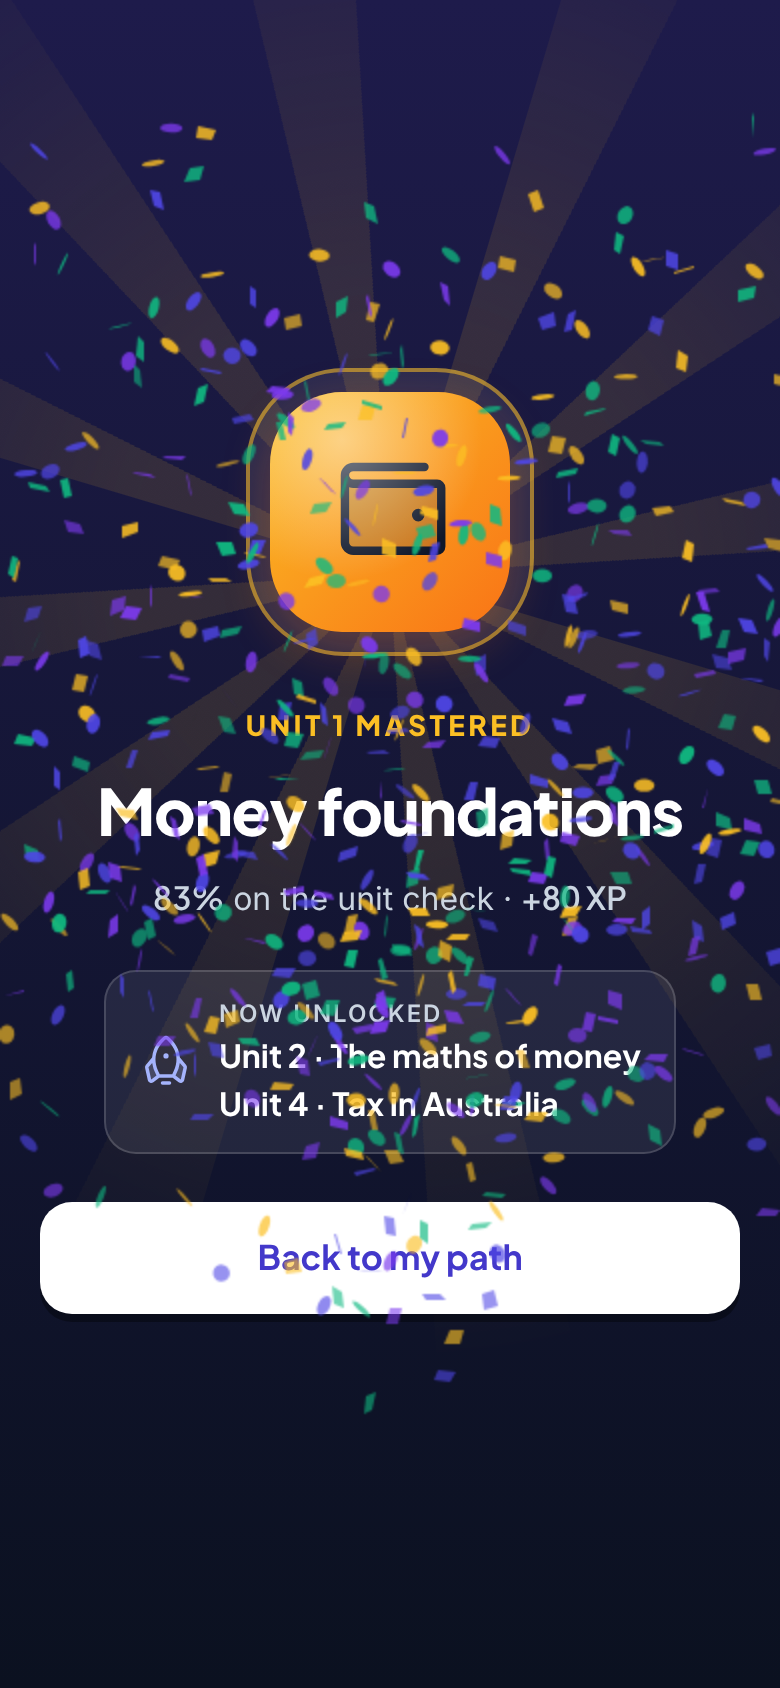 UNIT 1 MASTERED
Money foundations
83% on the unit check · +80 XP
NOW UNLOCKED
Unit 2 · The maths of money
Unit 4 · Tax in Australia
Back to my path